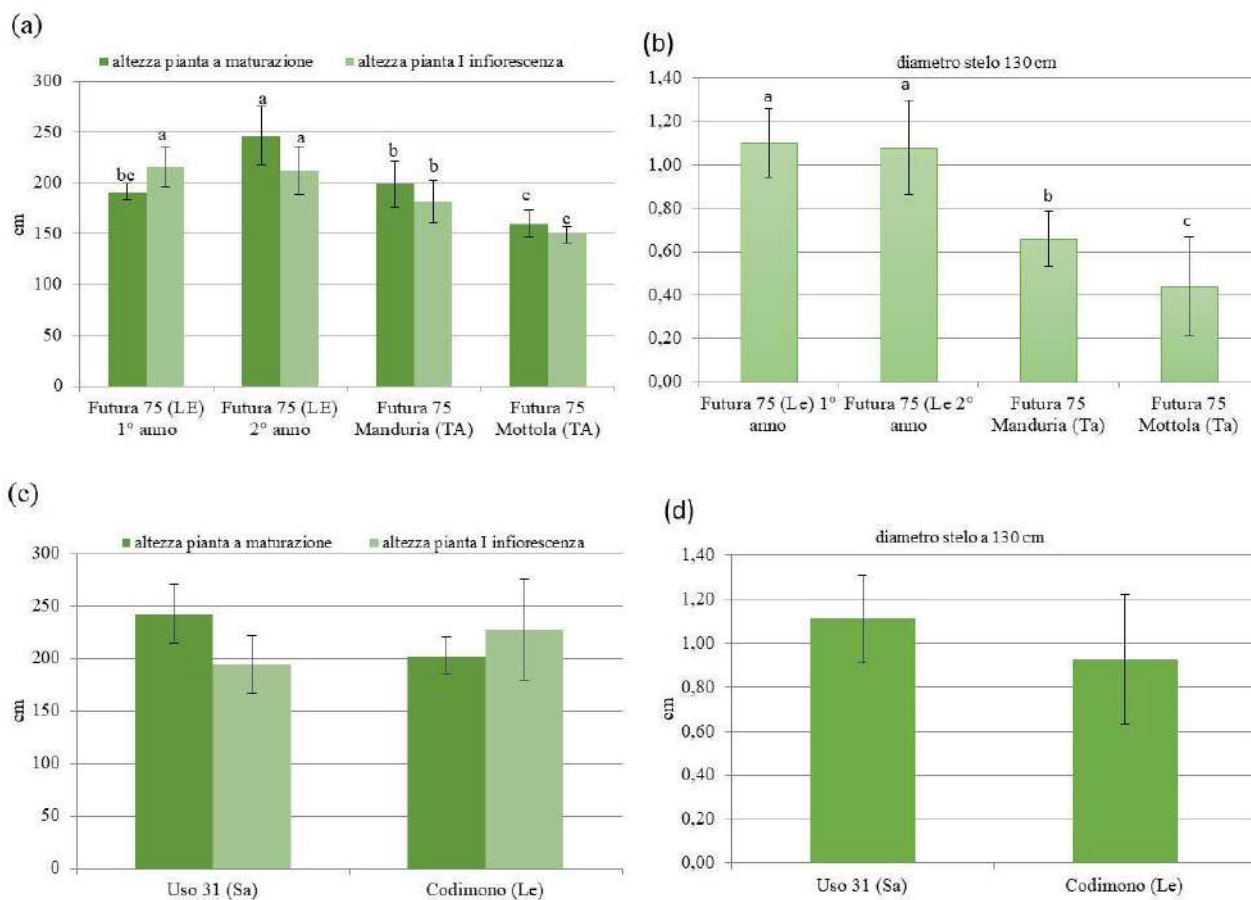 (a)
altezza pianta a maturazione altezza pianta I infiorescenza
300
250
200
150
100
50
0
cm
bc
a
a
a
b
b
c
c
Futura 75 (LE)
1° anno
Futura 75 (LE)
2° anno
Futura 75
Manduria (TA)
Futura 75
Mottola (TA)
(b)
diametro stelo 130 cm
1,40
1,20
1,00
0,80
0,60
0,40
0,20
0,00
a
a
b
c
Futura 75 (Le) 1°
anno
Futura 75 (Le 2°
anno
Futura 75
Manduria (Ta)
Futura 75
Mottola (Ta)
(c)
altezza pianta a maturazione altezza pianta I infiorescenza
300
250
200
150
100
50
0
cm
Uso 31 (Sa)
Codimono (Le)
(d)
diametro stelo a 130 cm
1,40
1,20
1,00
0,80
0,60
0,40
0,20
0,00
cm
Uso 31 (Sa)
Codimono (Le)